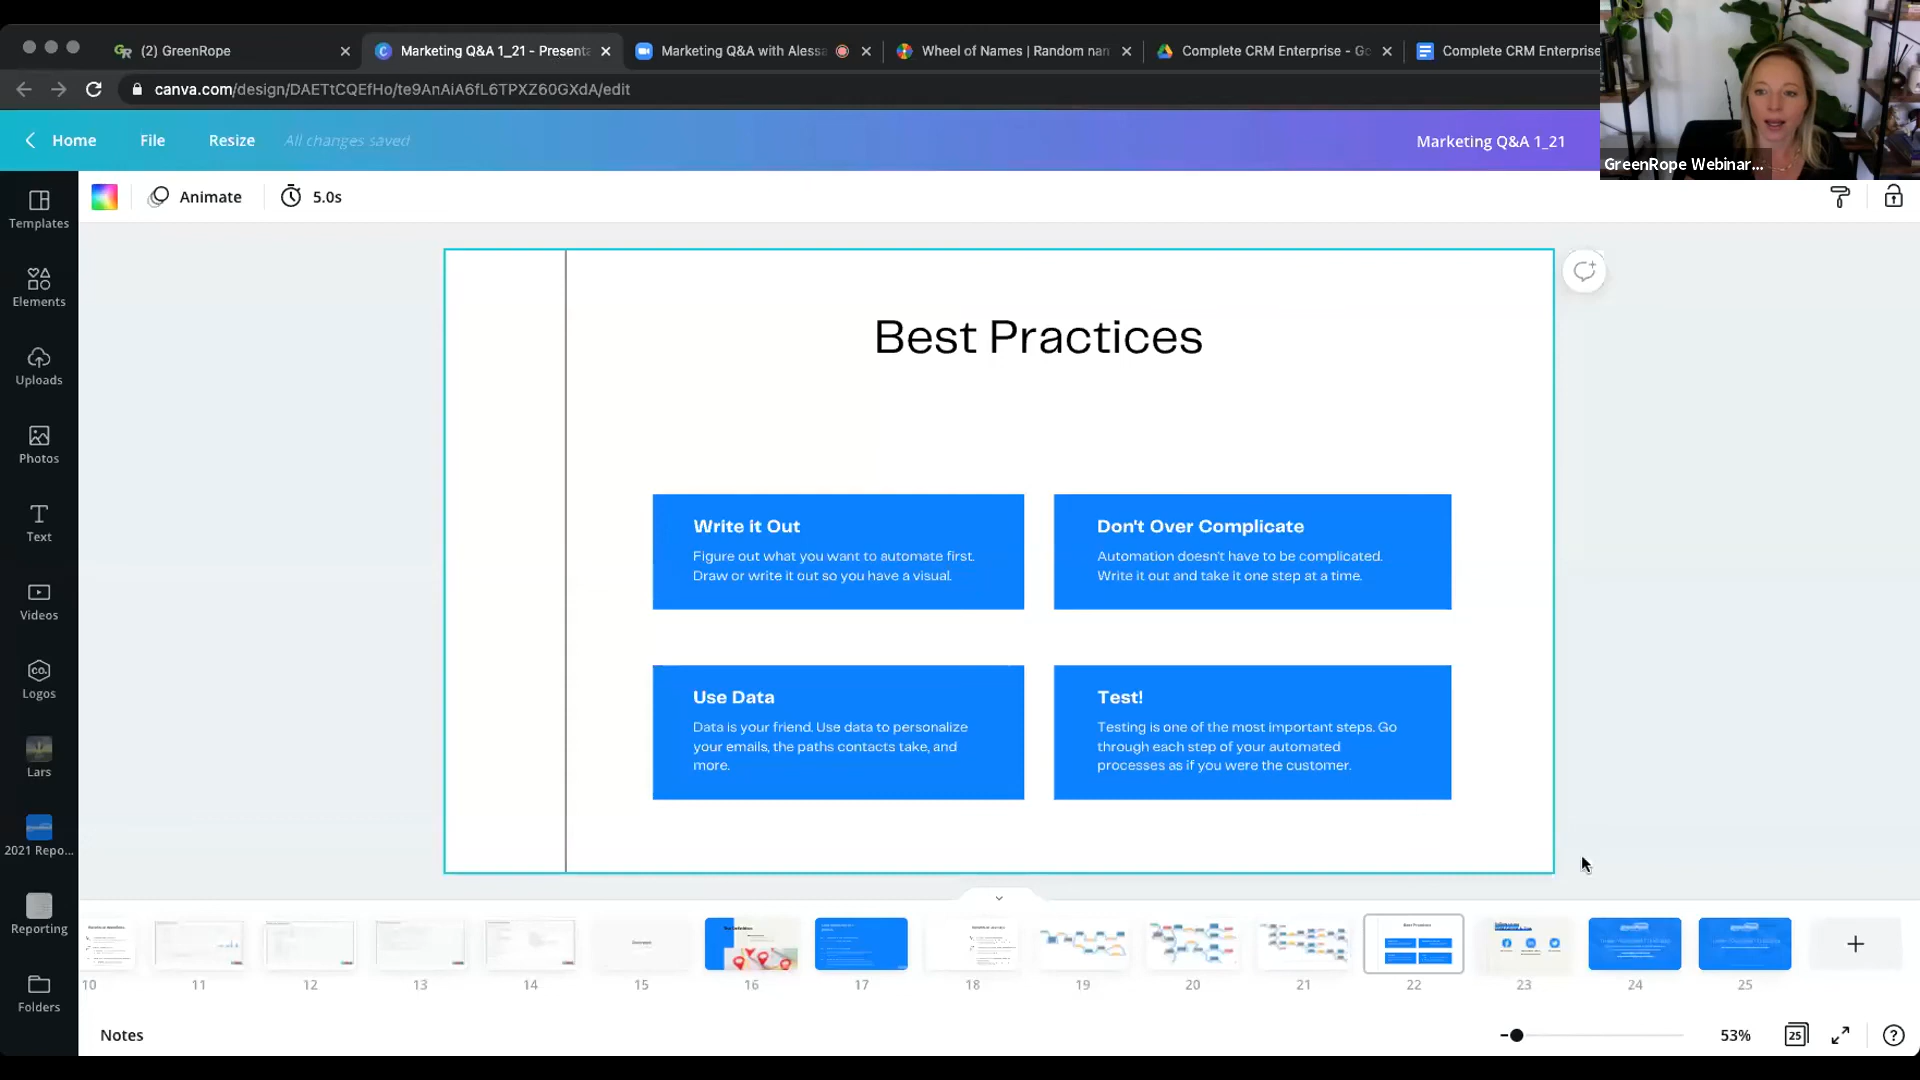 (2) GreenRope
Marketing Q&A 1_21 - Presenta
Marketing Q&A with Alessa
Wheel of Names | Random nam
Complete CRM Enterprise - Go
Complete CRM Enterprise
canva.com/design/DAETtCQEfHo/te9AnAiA6fL6TPXZ60GXdA/edit
Home
File
Resize
All changes saved
Marketing Q&A 1_21
GreenRope Webinar...
Animate
5.0s
Templates
Elements
Uploads
Photos
Text
Videos
CO.
Logos
Lars
2021 Repo...
Reporting
Folders
Best Practices
Write it Out
Figure out what you want to automate first.
Draw or write it out so you have a visual.
Don't Over Complicate
Automation doesn't have to be complicated.
Write it out and take it one step at a time.
Use Data
Data is your friend. Use data to personalize
your emails, the paths contacts take, and
more.
Test!
Testing is one of the most important steps. Go
through each step of your automated
processes as if you were the customer.
Best Practices
10
11
12
13
14
15
16
17
18
19
20
21
22
23
24
25
Notes
53%
25